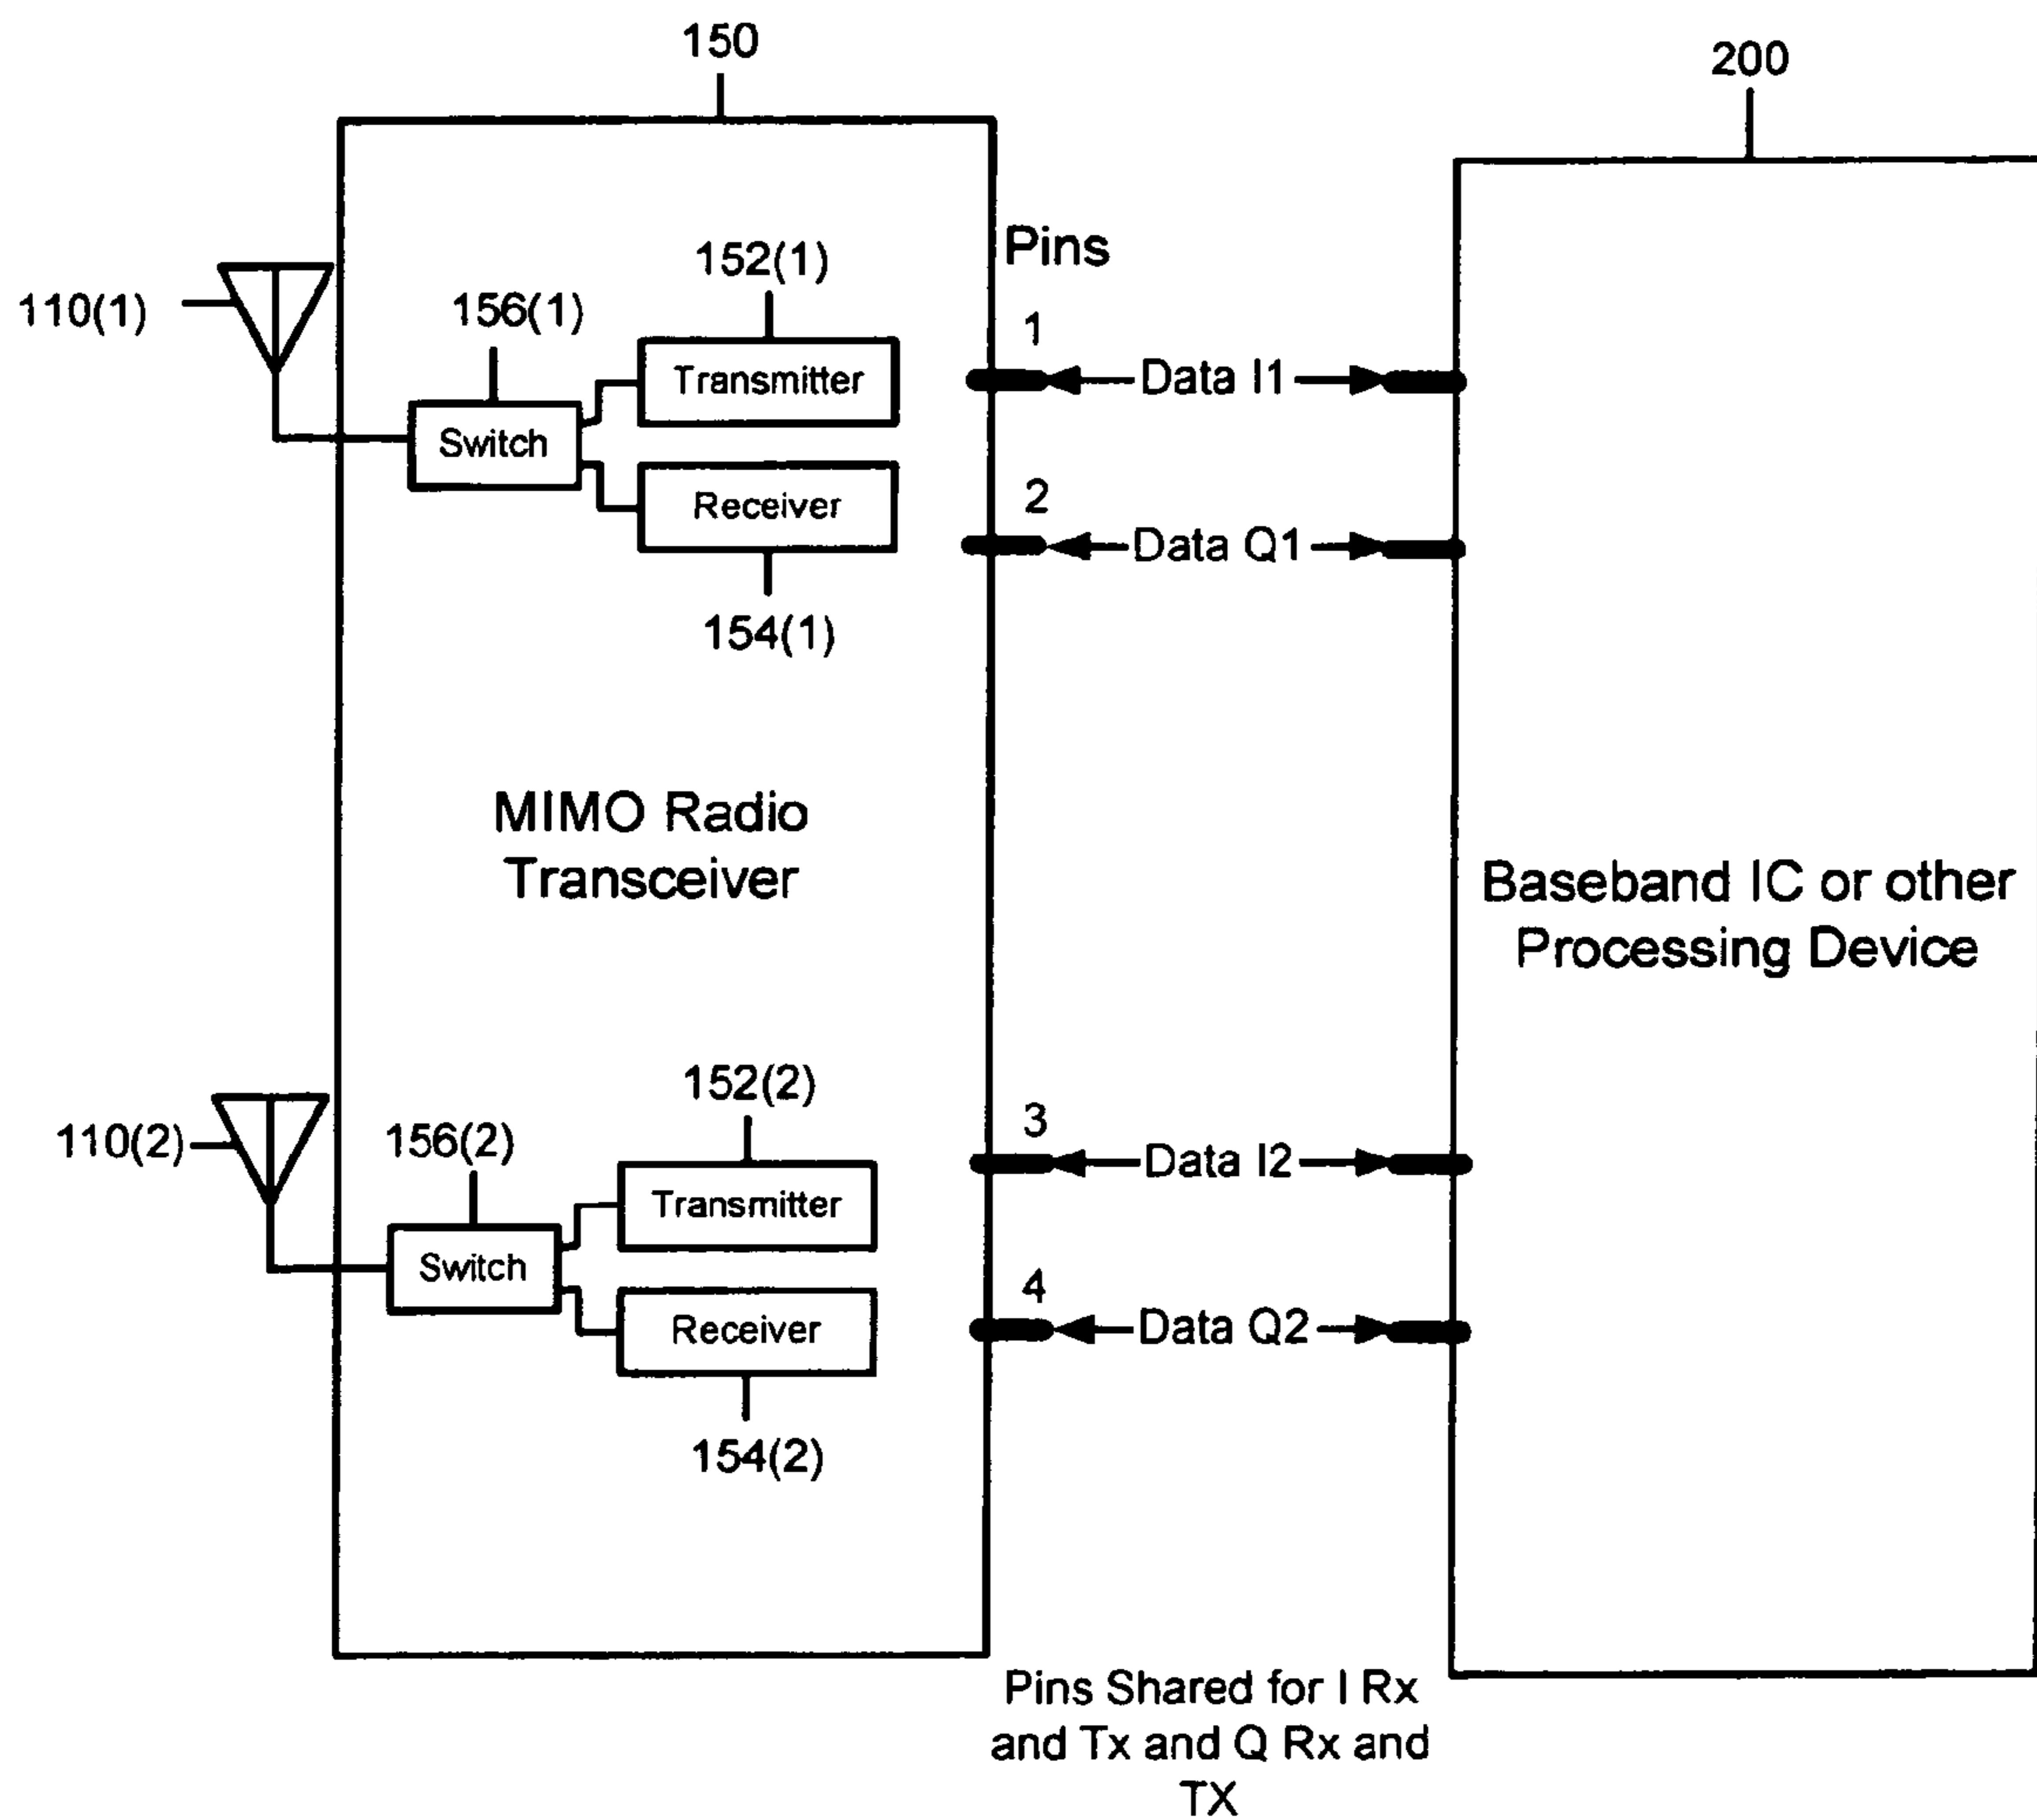 150
200
Pins
152(1)
110(1)
156(1)
1
Transmitter
Data I1
Switch
2
Receiver
Data Q1
154(1)
MIMO Radio
Transceiver
Baseband IC or other
Processing Device
152(2)
110(2)
156(2)
3
Transmitter
Data I2
Switch
4
Receiver
Data Q2
154(2)
Pins Shared for I Rx
and Tx and Q Rx and
TX